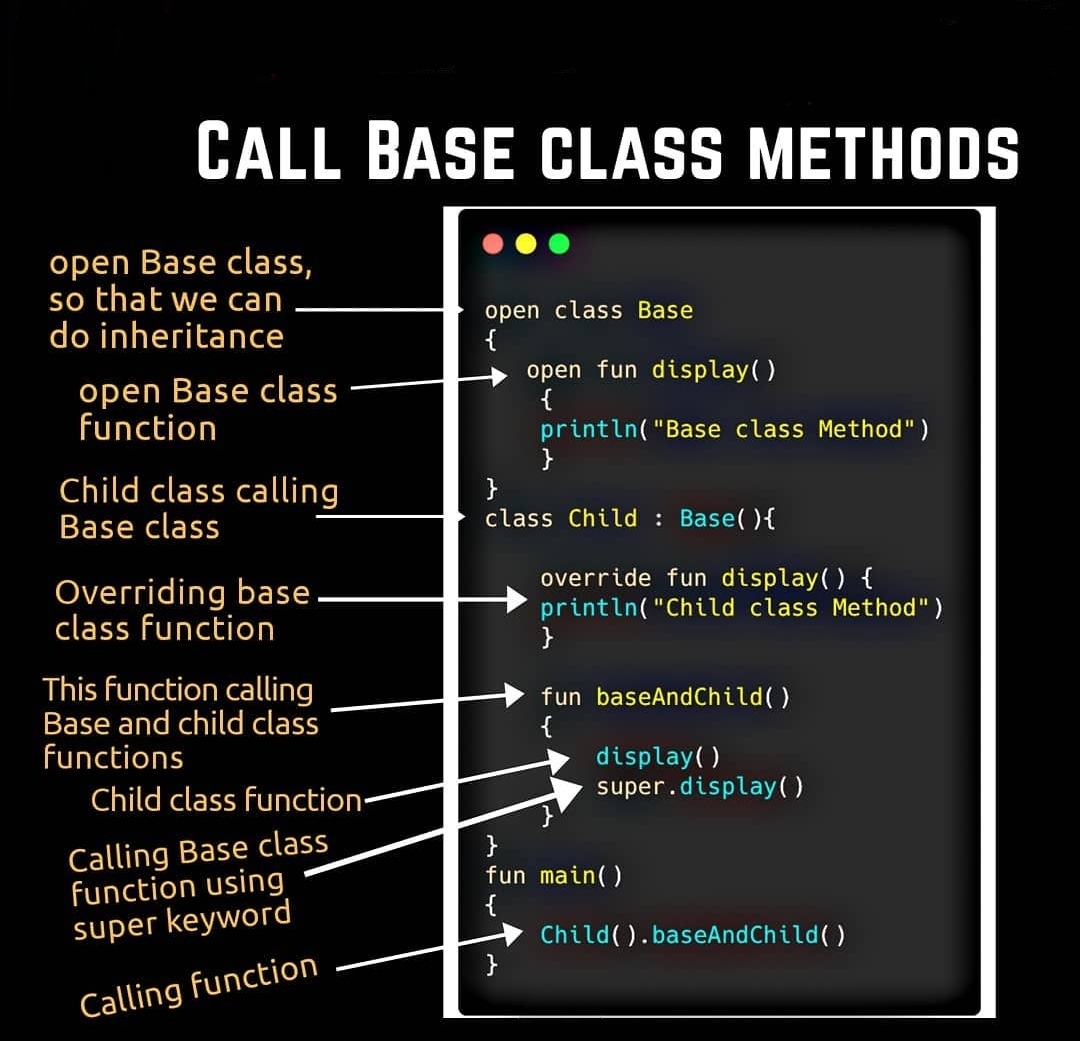 CALL BASE CLASS METHODS
open Base class,
so that we can
do inheritance
open Base class
function
Child class calling
Base class
Overriding base
class function
This function calling
Base and child class
functions
Child class function
Calling Base class
function using
super keyword
Calling function
open class Base
{
open fun display()
{
println("Base class Method")
}
}
class Child : Base(){
override fun display() {
println("Child class Method")
}
fun baseAndChild()
{
display()
super.display()
}
}
fun main()
{
Child().baseAndChild()
}